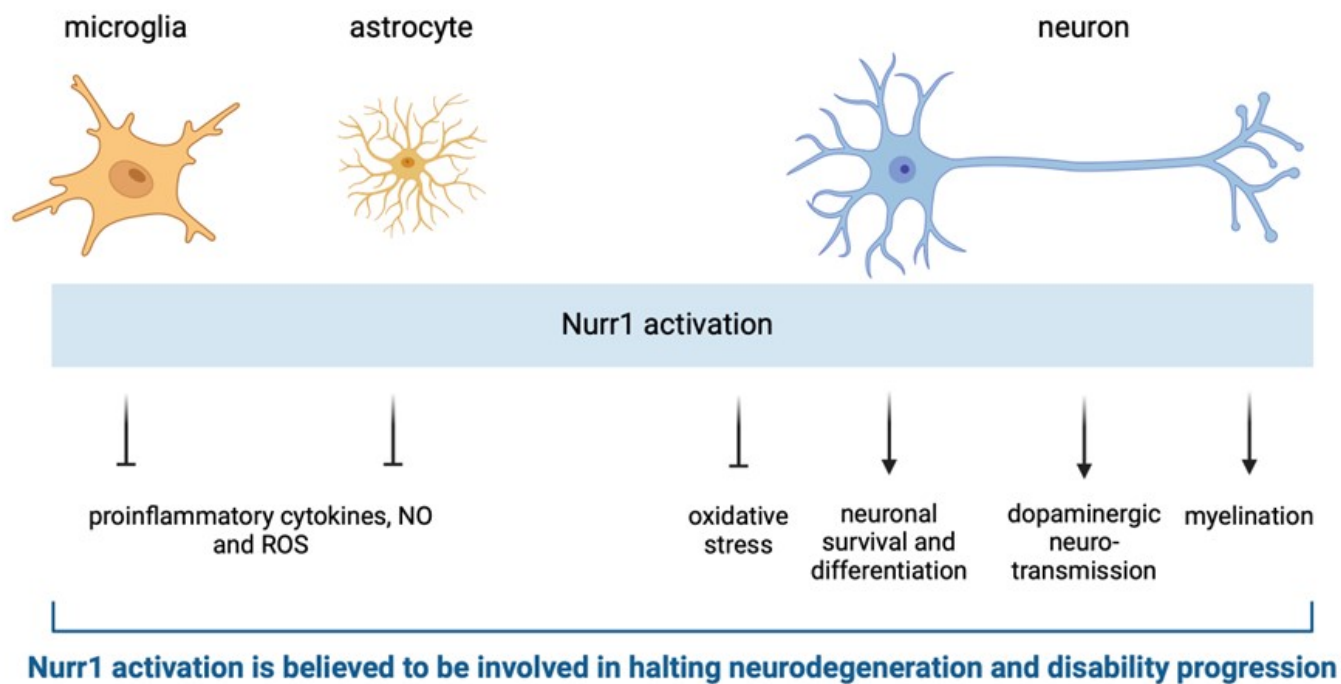 microglia
astrocyte
neuron
Nurr1 activation
proinflammatory cytokines, NO
and ROS
oxidative
stress
neuronal
survival and
differentiation
dopaminergic
neuro-
transmission
myelination
Nurr1 activation is believed to be involved in halting neurodegeneration and disability progression